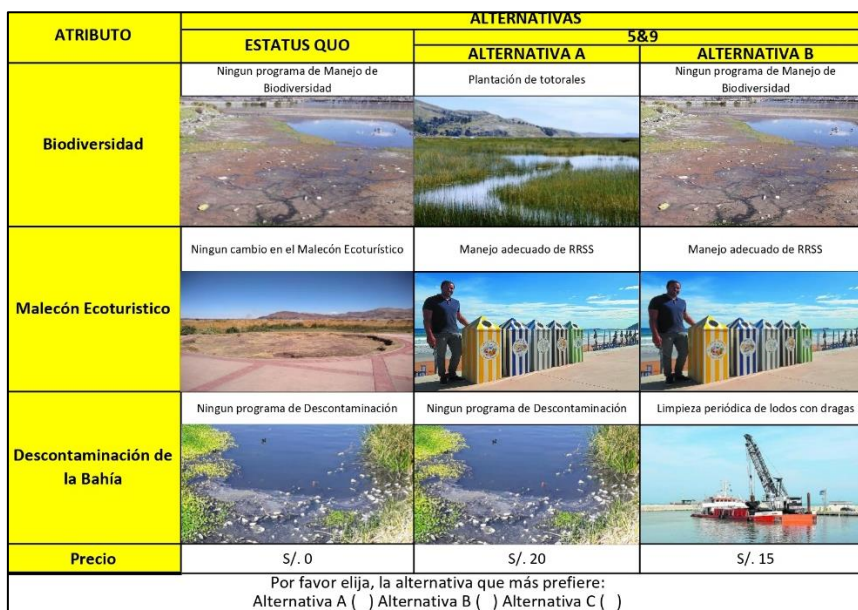 ATRIBUTO
ALTERNATIVAS
ESTATUS QUO
5&9
ALTERNATIVA A
ALTERNATIVA B
Biodiversidad
Ningun programa de Manejo de
Biodiversidad
Plantación de totorales
Ningun programa de Manejo de
Biodiversidad
Malecón Ecoturistico
Ningun cambio en el Malecón Ecoturístico
Manejo adecuado de RRSS
Manejo adecuado de RRSS
Descontaminación de
la Bahía
Ningun programa de Descontaminación
Ningun programa de Descontaminación
Limpieza periódica de lodos con dragas
Precio
S/. 0
S/. 20
S/. 15
Por favor elija, la alternativa que más prefiere:
Alternativa A ( ) Alternativa B ( ) Alternativa C ( )